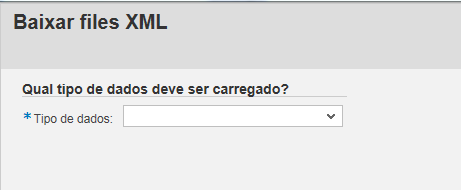 Baixar files XML
Qual tipo de dados deve ser carregado?
* Tipo de dados: